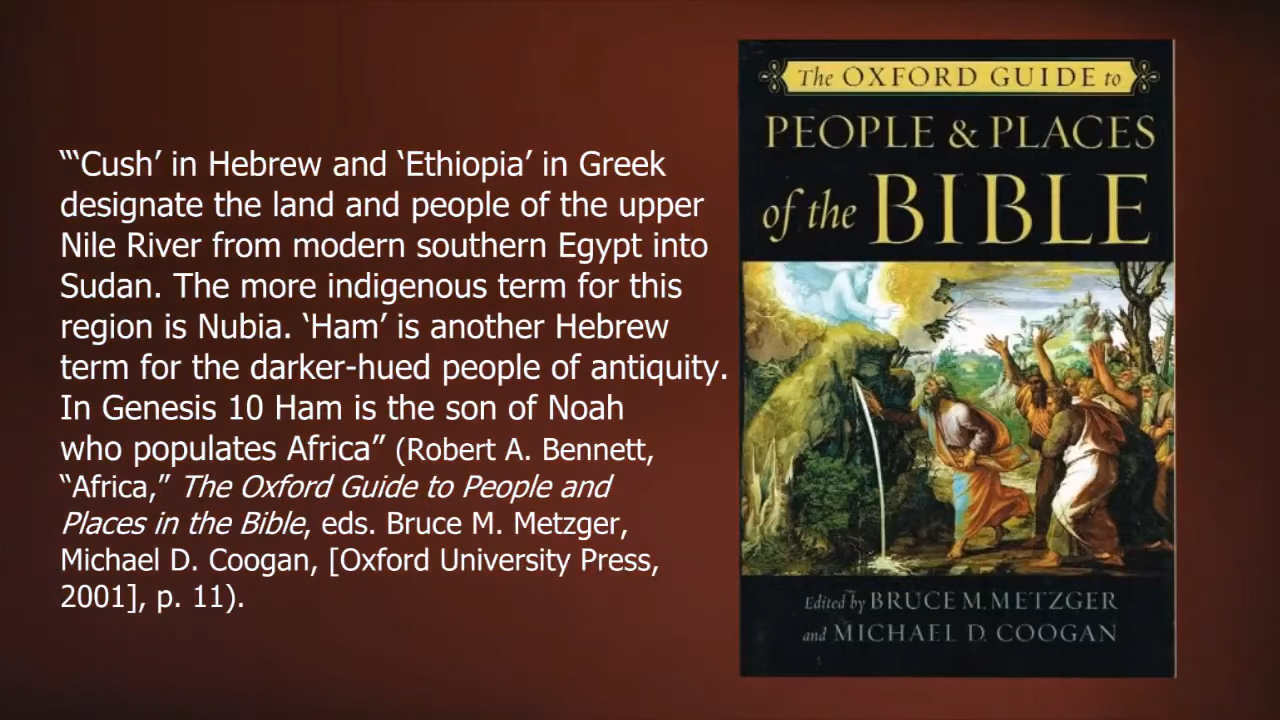 “‘Cush’ in Hebrew and ‘Ethiopia’ in Greek
designate the land and people of the upper
Nile River from modern southern Egypt into
Sudan. The more indigenous term for this
region is Nubia. ‘Ham’ is another Hebrew
term for the darker-hued people of antiquity.
In Genesis 10 Ham is the son of Noah
who populates Africa” (Robert A. Bennett,
“Africa,” The Oxford Guide to People and
Places in the Bible, eds. Bruce M. Metzger,
Michael D. Coogan, [Oxford University Press,
2001], p. 11).
The OXFORD GUIDE to
PEOPLE & PLACES
of the BIBLE
Edited by BRUCE M. METZGER
and MICHAEL D. COOGAN